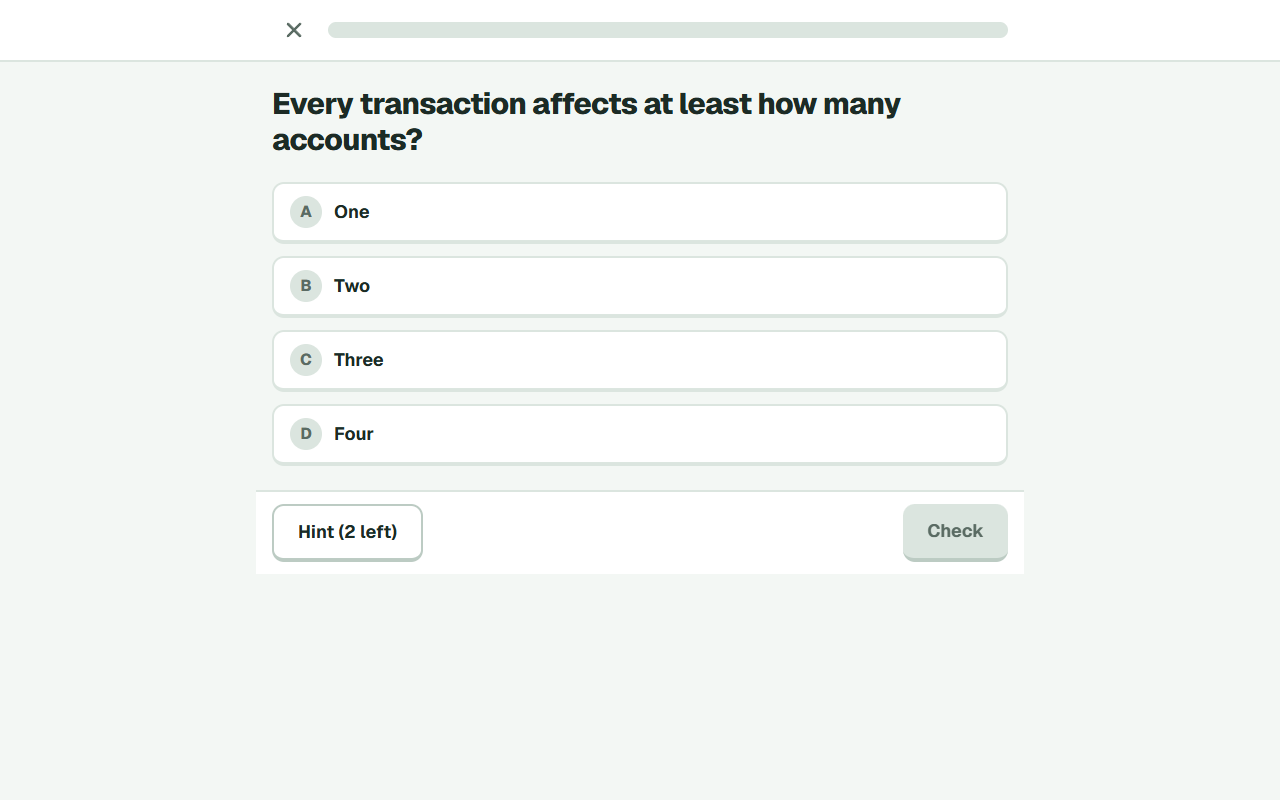 Every transaction affects at least how many
accounts?
A One
B Two
C Three
D Four
Hint (2 left)
Check